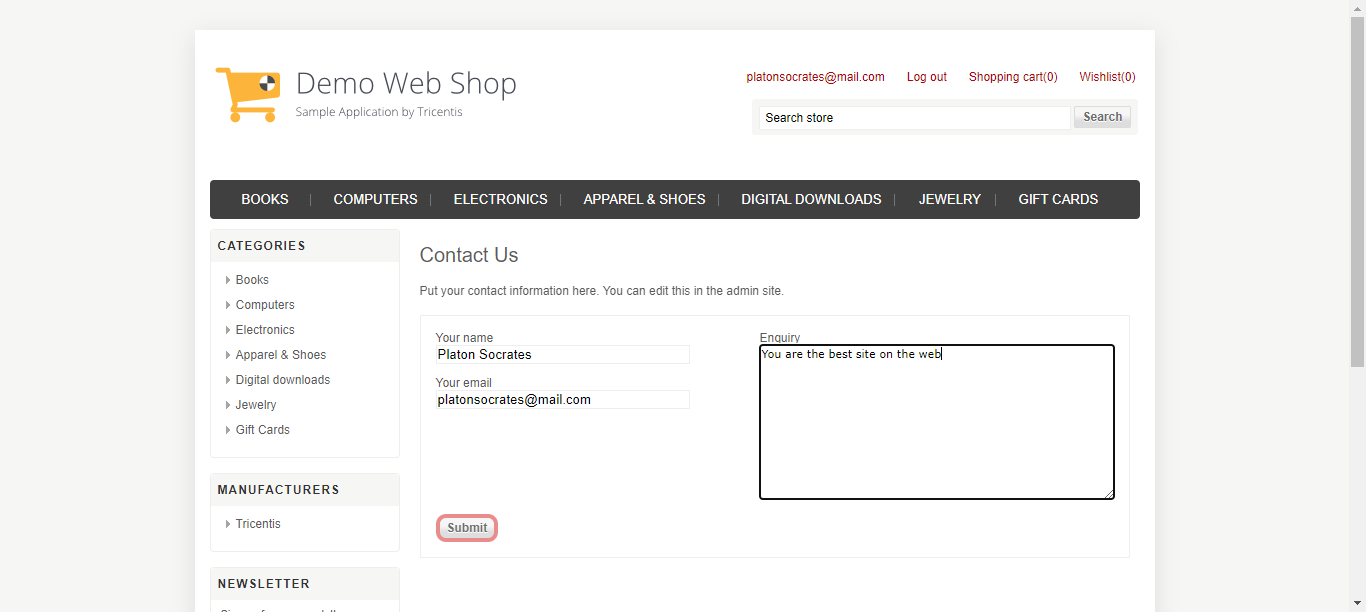 Demo Web Shop
Sample Application by Tricentis
platonsocrates@mail.com Log out Shopping cart(0) Wishlist(0)
Search store Search
BOOKS COMPUTERS ELECTRONICS APPAREL & SHOES DIGITAL DOWNLOADS JEWELRY GIFT CARDS
CATEGORIES
Books
Computers
Electronics
Apparel & Shoes
Digital downloads
Jewelry
Gift Cards
MANUFACTURERS
Tricentis
NEWSLETTER
Contact Us
Put your contact information here. You can edit this in the admin site.
Your name
Platon Socrates
Your email
platonsocrates@mail.com
Enquiry
You are the best site on the web
Submit